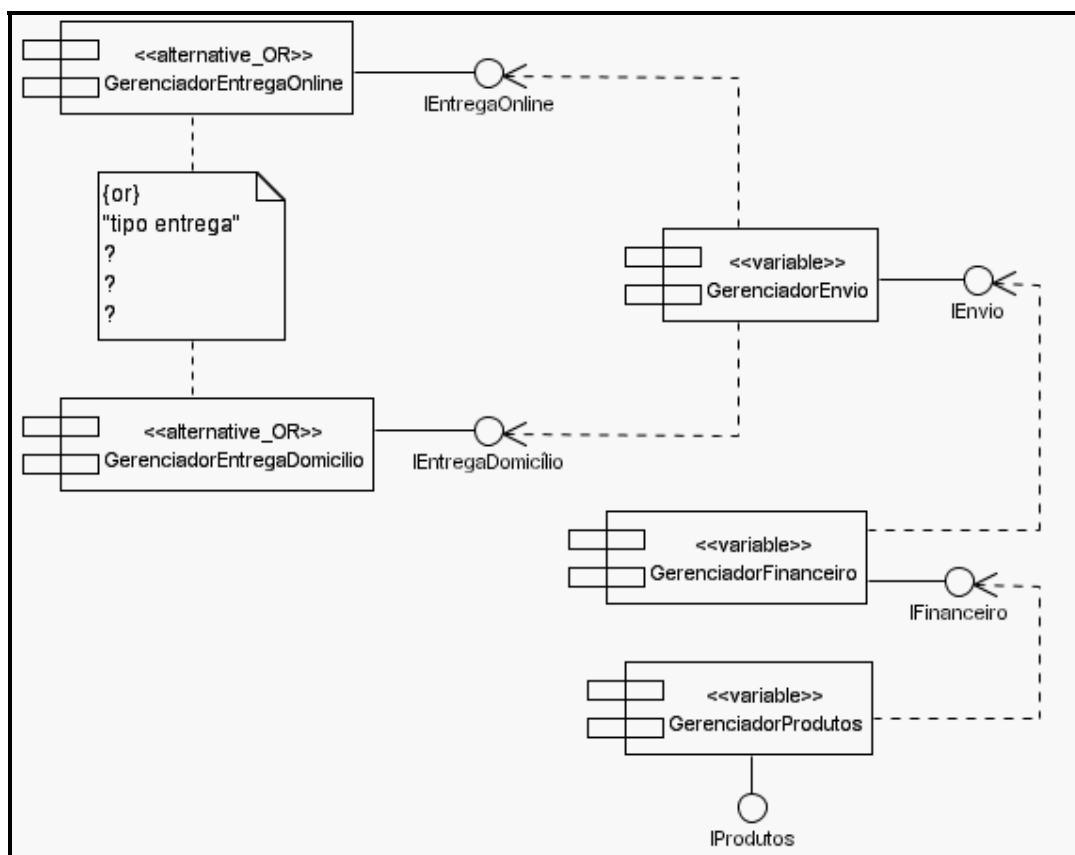 <<alternative_OR>>
GerenciadorEntregaOnline
IEntregaOnline
{or}
"tipo entrega"
?
?
?
<<variable>>
GerenciadorEnvio
IEnvio
<<alternative_OR>>
GerenciadorEntregaDomicilio
IEntregaDomicílio
<<variable>>
GerenciadorFinanceiro
IFinanceiro
<<variable>>
GerenciadorProdutos
IProdutos